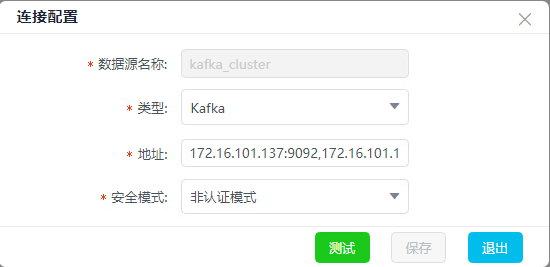 连接配置
* 数据源名称: kafka_cluster
* 类型: Kafka
* 地址: 172.16.101.137:9092,172.16.101.1
* 安全模式: 非认证模式
测试 保存 退出